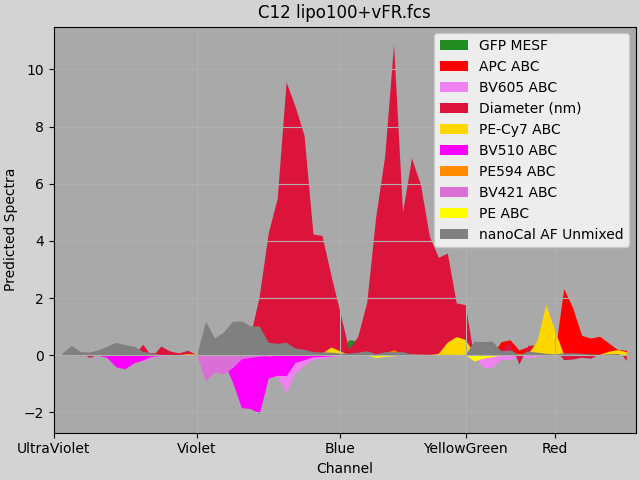 C12 lipo100+vFR.fcs
GFP MESF
APC ABC
BV605 ABC
Diameter (nm)
PE-Cy7 ABC
BV510 ABC
PE594 ABC
BV421 ABC
PE ABC
nanoCal AF Unmixed
Predicted Spectra
10
8
6
4
2
0
−2
UltraViolet Violet Blue YellowGreen Red
Channel